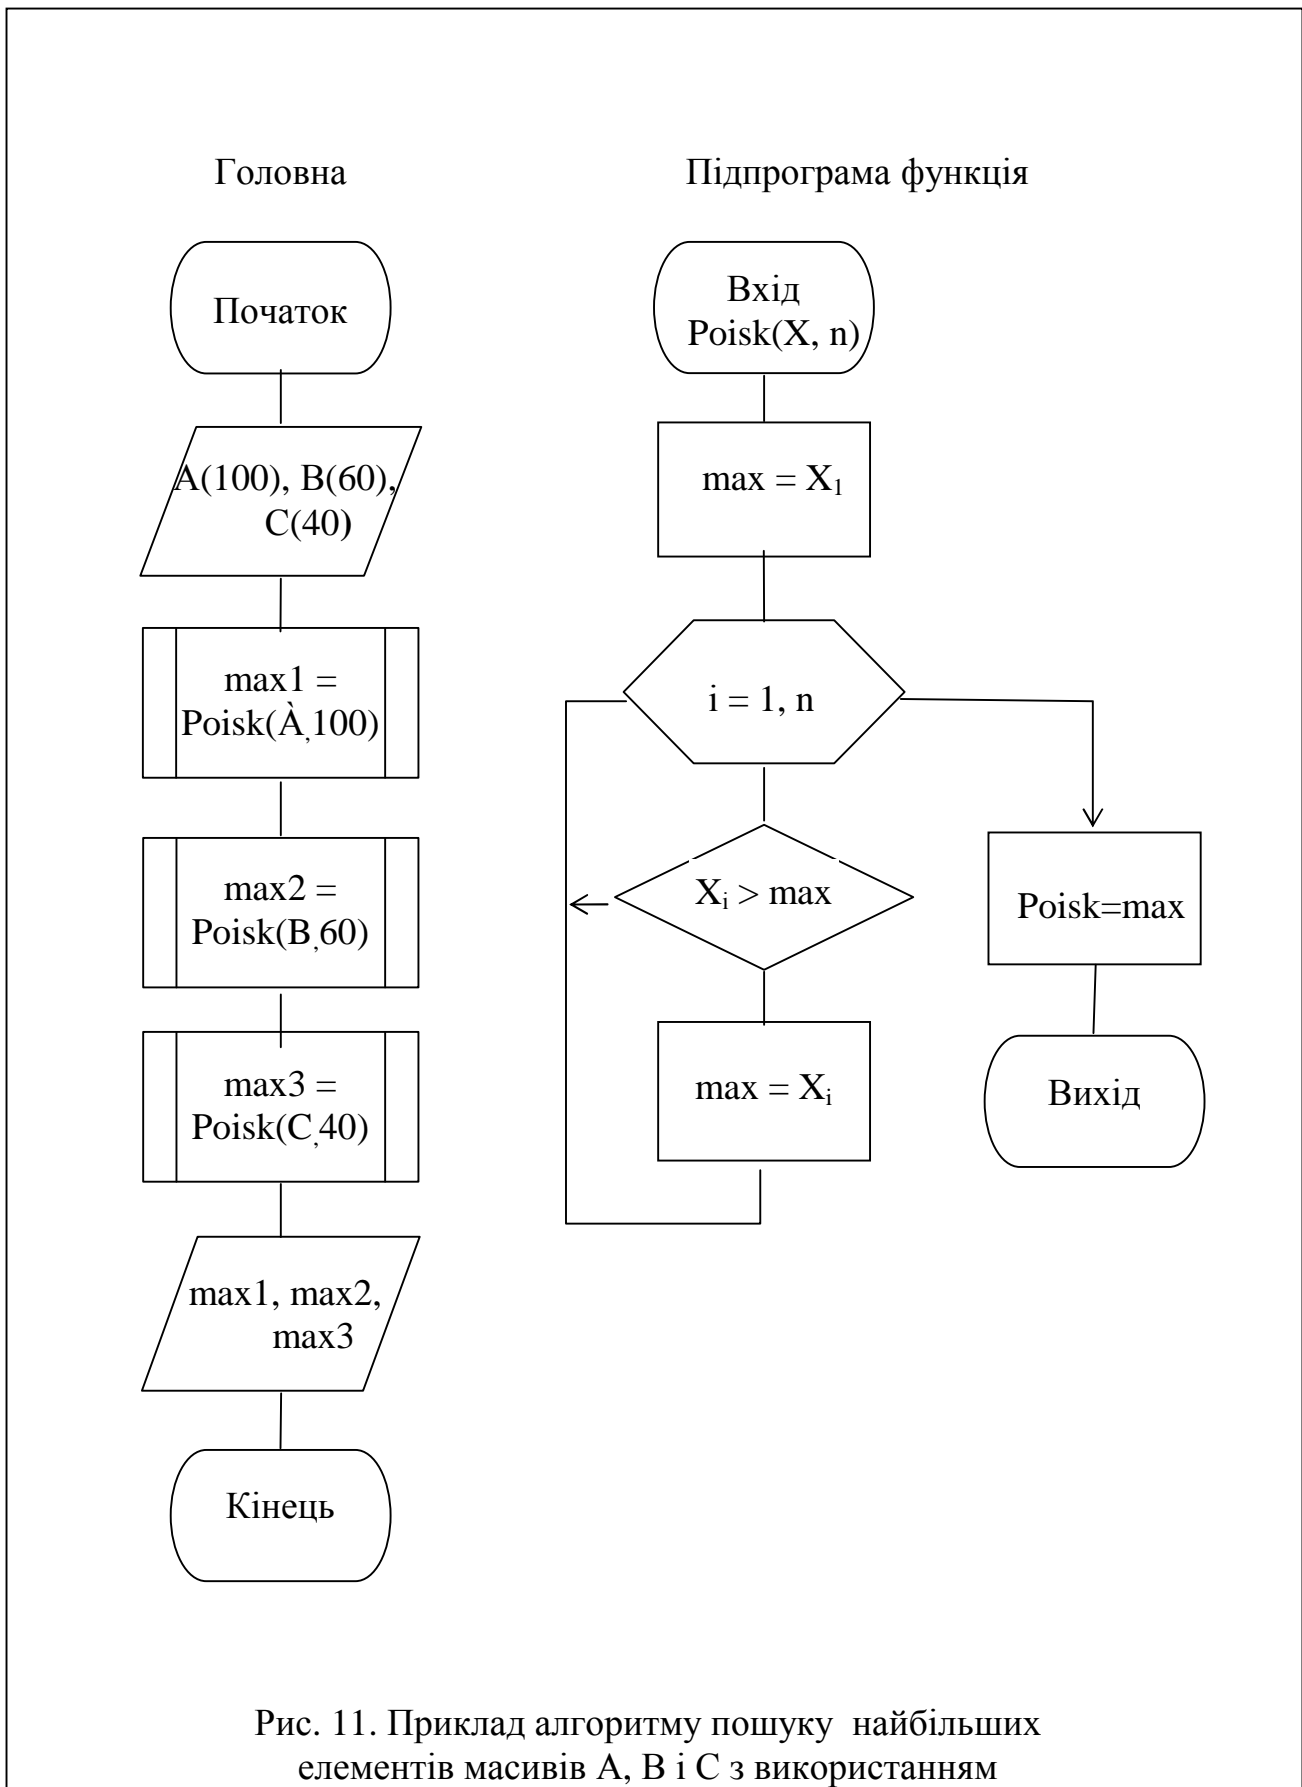 Головна
Початок
A(100), B(60),
C(40)
max1 =
Poisk(À,100)
max2 =
Poisk(B,60)
max3 =
Poisk(C,40)
max1, max2,
max3
Кінець
Підпрограма функція
Вхід
Poisk(X, n)
max = X₁
i = 1, n
Xᵢ > max
max = Xᵢ
Poisk=max
Вихід
Рис. 11. Приклад алгоритму пошуку найбільших
елементів масивів А, В і С з використанням